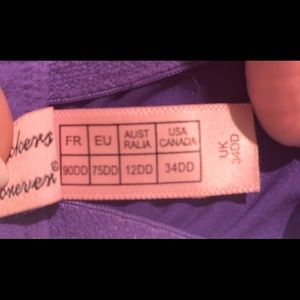 FR EU AUST RALIA USA CANADA
90DD 75DD 12DD 34DD
UK 34DD